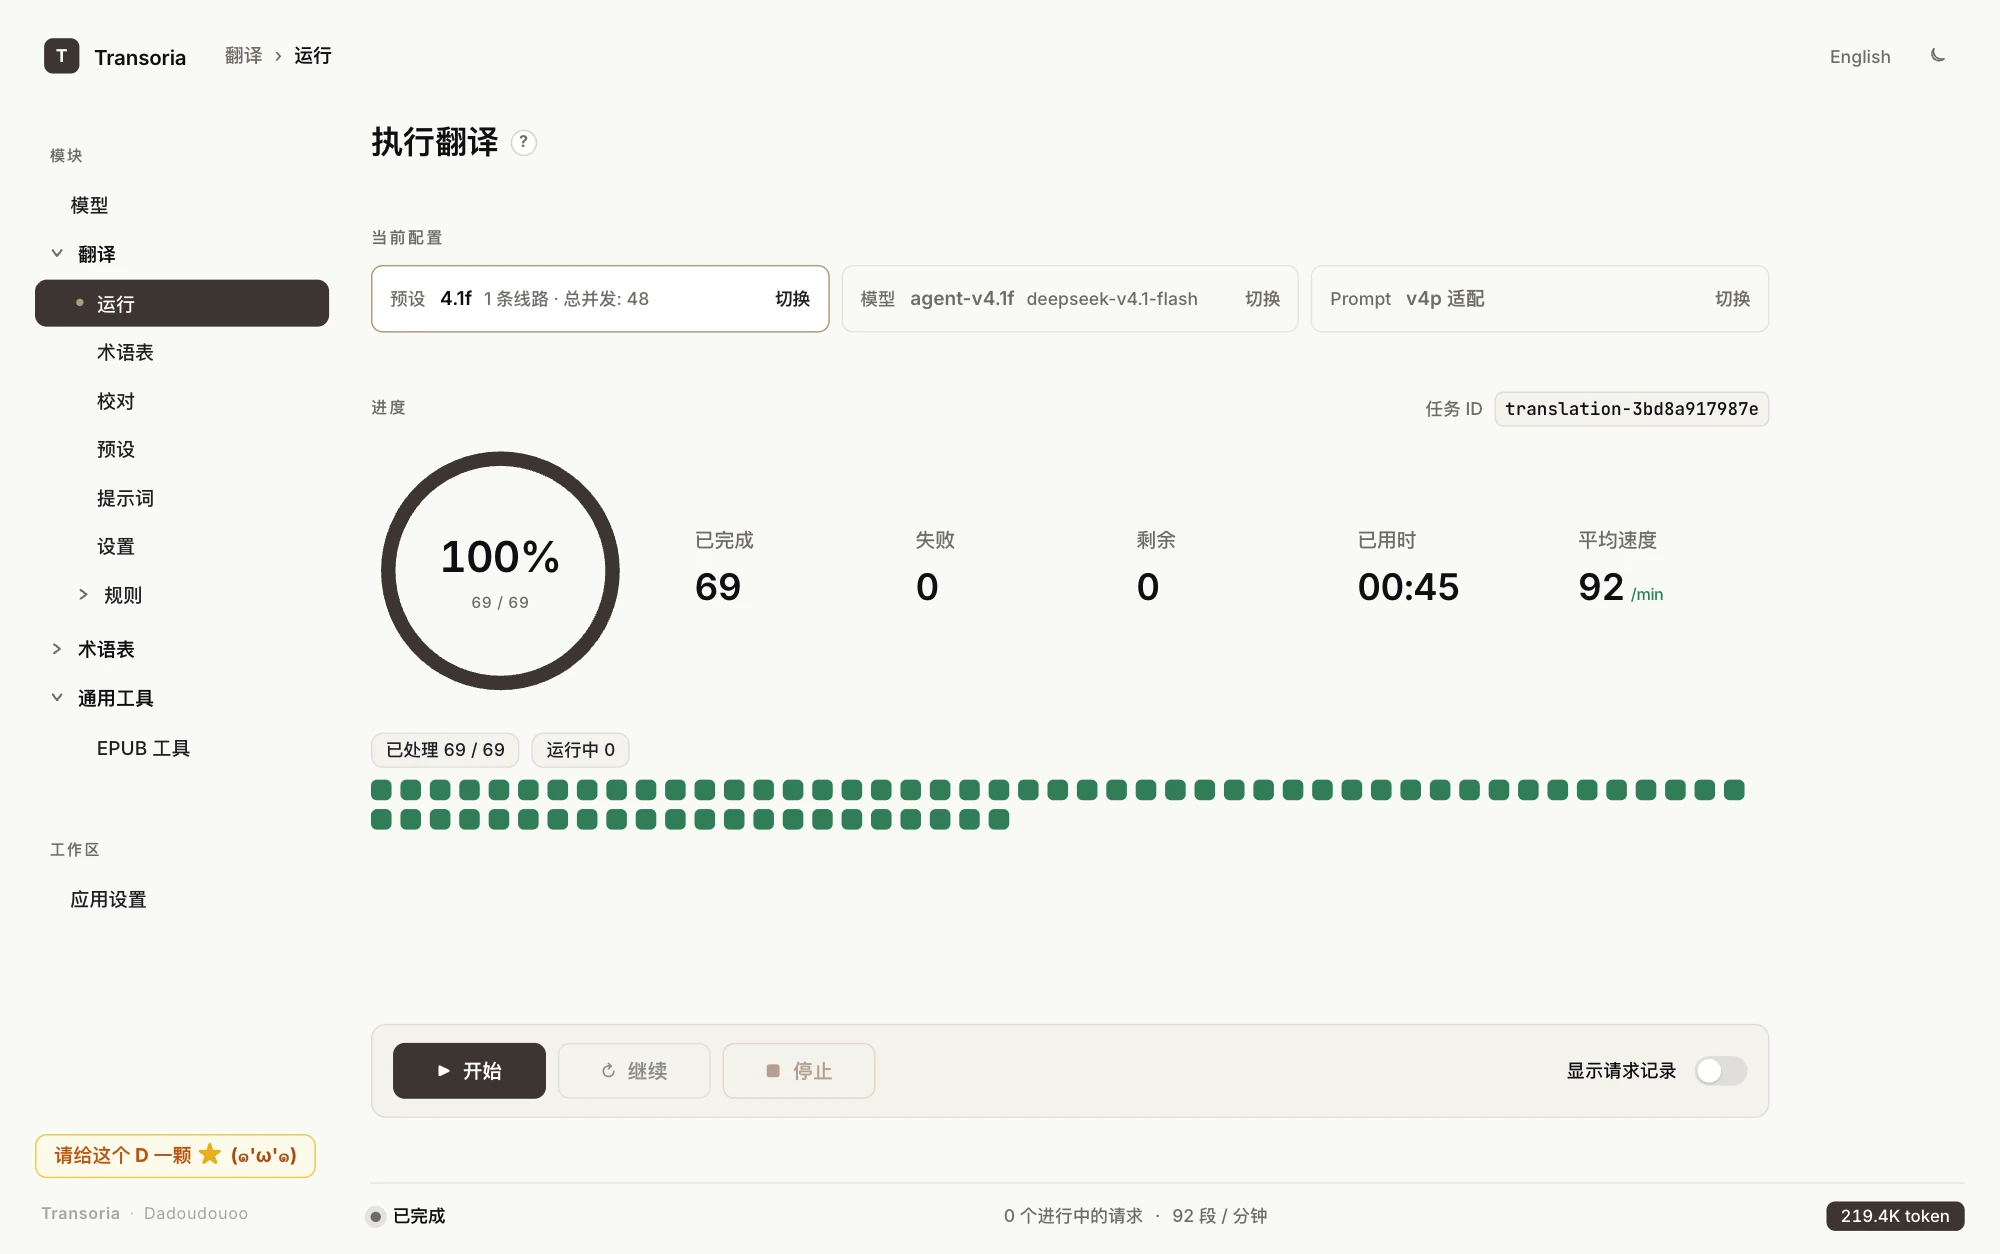 T Transoria 翻译 › 运行 English
模块
模型
翻译
运行
术语表
校对
预设
提示词
设置
规则
术语表
通用工具
EPUB 工具
工作区
应用设置
请给这个 D 一颗 ⭐ (๑'ω'๑)
Transoria · Dadoudouoo
执行翻译 ?
当前配置
预设 4.1f 1 条线路 · 总并发: 48 切换
模型 agent-v4.1f deepseek-v4.1-flash 切换
Prompt v4p 适配 切换
进度 任务 ID translation-3bd8a917987e
100%
69 / 69
已完成 失败 剩余 已用时 平均速度
69 0 0 00:45 92 /min
已处理 69 / 69 运行中 0
开始 继续 停止 显示请求记录
已完成 0 个进行中的请求 · 92 段 / 分钟 219.4K token